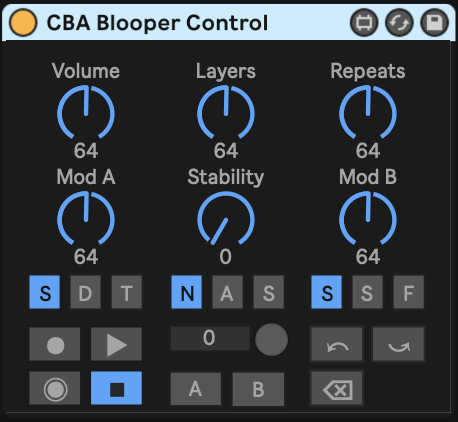 CBA Blooper Control
Volume Layers Repeats
64 64 64
Mod A Stability Mod B
64 0 64
S D T N A S S S F
0
A B